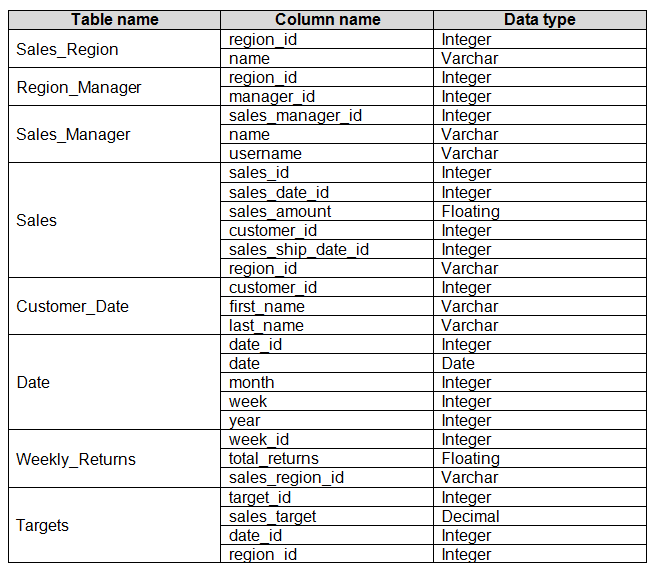 Table name Column name Data type
Sales_Region region_id Integer
name Varchar
Region_Manager region_id Integer
manager_id Integer
Sales_Manager sales_manager_id Integer
name Varchar
username Varchar
Sales sales_id Integer
sales_date_id Integer
sales_amount Floating
customer_id Integer
sales_ship_date_id Integer
region_id Varchar
Customer_Date customer_id Integer
first_name Varchar
last_name Varchar
Date date_id Integer
date Date
month Integer
week Integer
year Integer
Weekly_Returns week_id Integer
total_returns Floating
sales_region_id Varchar
Targets target_id Integer
sales_target Decimal
date_id Integer
region_id Integer